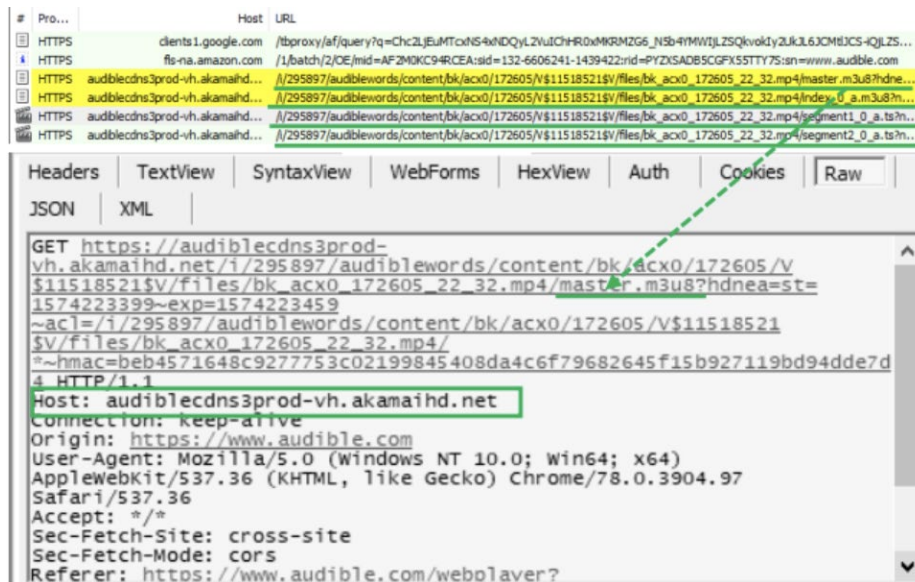 # Pro... Host URL
HTTPS clients1.google.com /tbproxy/af/query?q=Chc2LjEuMTcxNS4xNDQyL2VuIChHR0xMKRMZG6_N5b4YMWIjLZSQkvokIy2UkJL6JCMtlJCS-iQjLZS...
HTTPS fls-na.amazon.com /1/batch/2/OE/mid=AF2M0KC94RCEA:sid=132-6606241-1439422:rid=PYZXSADB5CGFX55TTY7S:sn=www.audible.com
HTTPS audiblecdns3prod-vh.akamaihd... /i/295897/audiblewords/content/bk/acx0/172605/V$11518521$V/files/bk_acx0_172605_22_32.mp4/master.m3u8?hdne...
HTTPS audiblecdns3prod-vh.akamaihd... /i/295897/audiblewords/content/bk/acx0/172605/V$11518521$V/files/bk_acx0_172605_22_32.mp4/index_0_a.m3u8?n...
HTTPS audiblecdns3prod-vh.akamaihd... /i/295897/audiblewords/content/bk/acx0/172605/V$11518521$V/files/bk_acx0_172605_22_32.mp4/segment1_0_a.ts?n...
HTTPS audiblecdns3prod-vh.akamaihd... /i/295897/audiblewords/content/bk/acx0/172605/V$11518521$V/files/bk_acx0_172605_22_32.mp4/segment2_0_a.ts?n...
Headers TextView SyntaxView WebForms HexView Auth Cookies Raw
JSON XML
GET https://audiblecdns3prod-
vh.akamaihd.net/i/295897/audiblewords/content/bk/acx0/172605/V
$11518521$V/files/bk_acx0_172605_22_32.mp4/master.m3u8?hdnea=st=
1574223399~exp=1574223459
~acl=/i/295897/audiblewords/content/bk/acx0/172605/V$11518521
$V/files/bk_acx0_172605_22_32.mp4/
*~hmac=beb4571648c9277753c02199845408da4c6f79682645f15b927119bd94dde7d
4 HTTP/1.1
Host: audiblecdns3prod-vh.akamaihd.net
Connection: keep-alive
Origin: https://www.audible.com
User-Agent: Mozilla/5.0 (Windows NT 10.0; Win64; x64)
AppleWebKit/537.36 (KHTML, like Gecko) Chrome/78.0.3904.97
Safari/537.36
Accept: */*
Sec-Fetch-Site: cross-site
Sec-Fetch-Mode: cors
Referer: https://www.audible.com/webplayer?